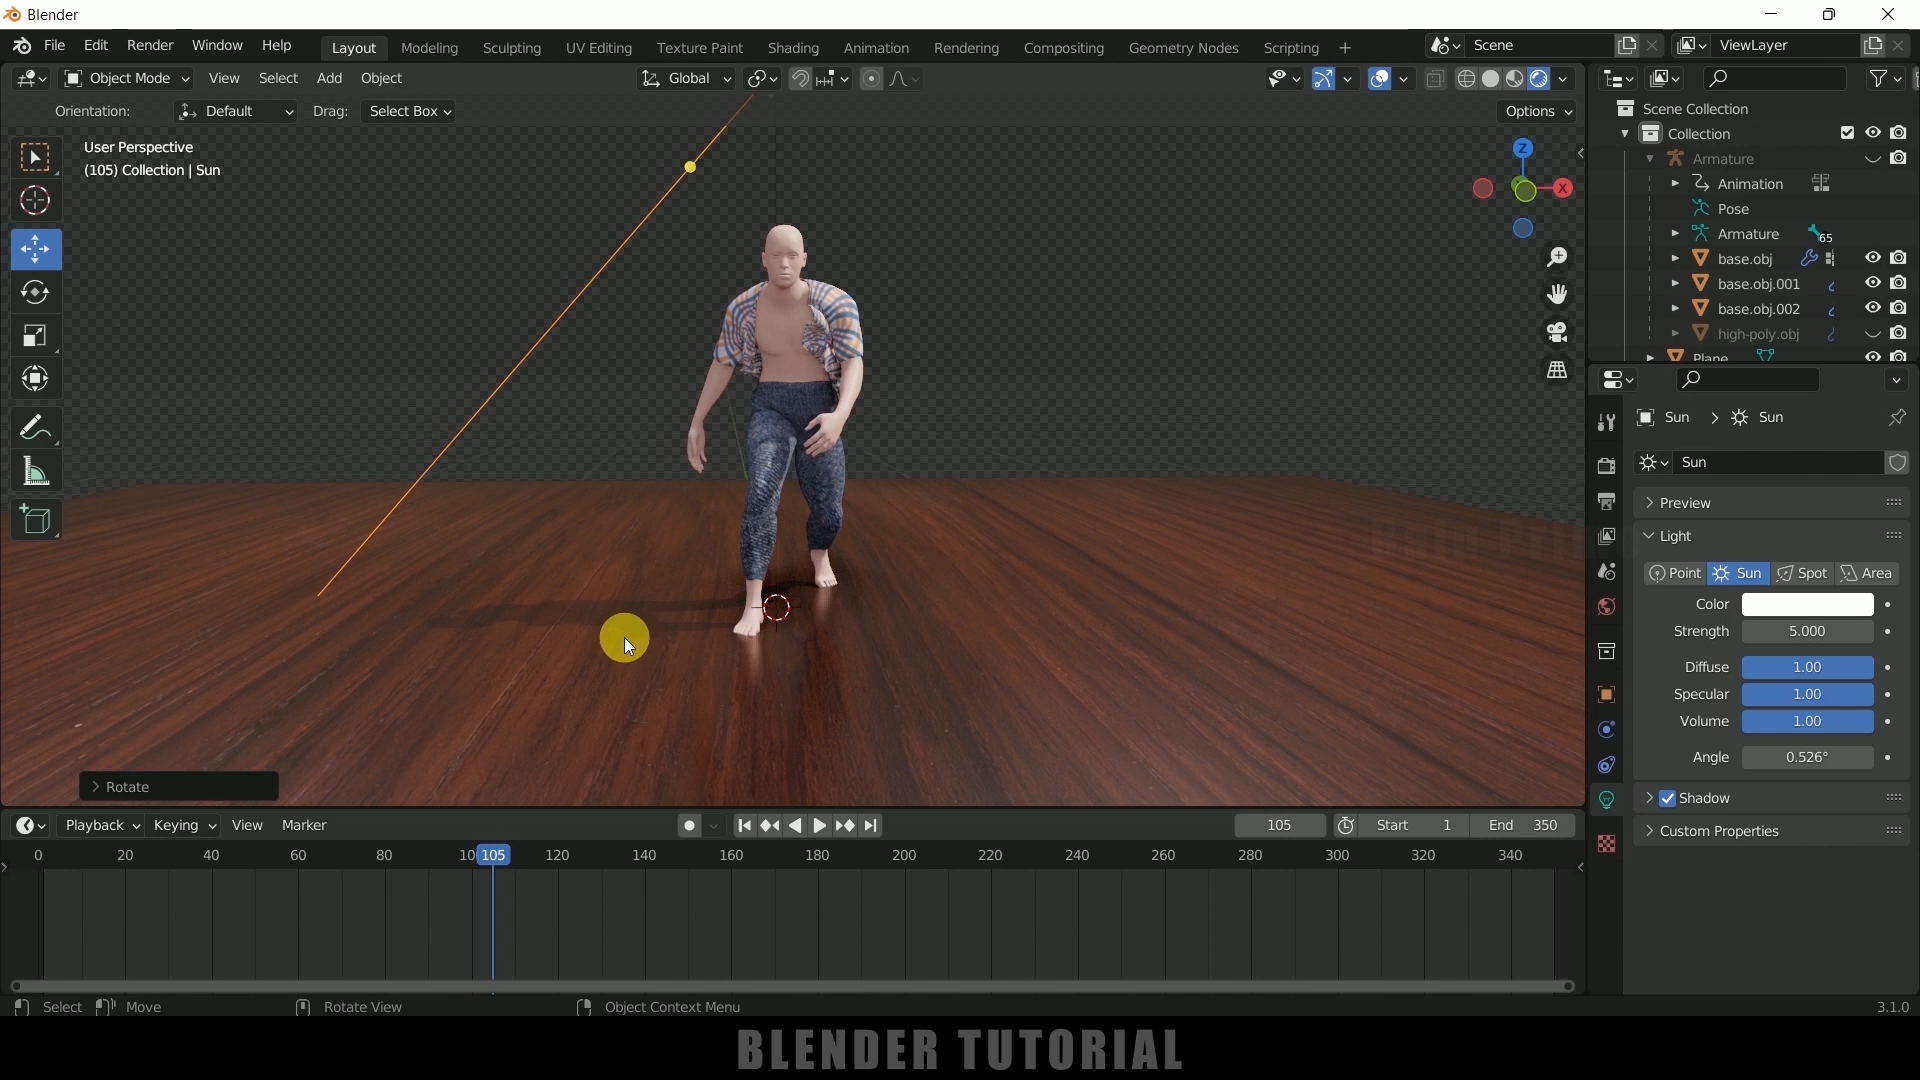 Blender
File Edit Render Window Help Layout Modeling Sculpting UV Editing Texture Paint Shading Animation Rendering Compositing Geometry Nodes Scripting + Scene ViewLayer
Object Mode View Select Add Object Global
Orientation: Default Drag: Select Box Options
User Perspective
(105) Collection | Sun
Z
X
Rotate
Scene Collection
Collection
Armature
Animation
Pose
Armature 65
base.obj
base.obj.001
base.obj.002
high-poly.obj
Plane
Sun > Sun
Sun
Preview
Light
Point Sun Spot Area
Color
Strength 5.000
Diffuse 1.00
Specular 1.00
Volume 1.00
Angle 0.526°
Shadow
Custom Properties
Playback Keying View Marker 105 Start 1 End 350
0 20 40 60 80 10 105 120 140 160 180 200 220 240 260 280 300 320 340
Select Move Rotate View Object Context Menu 3.1.0
BLENDER TUTORIAL